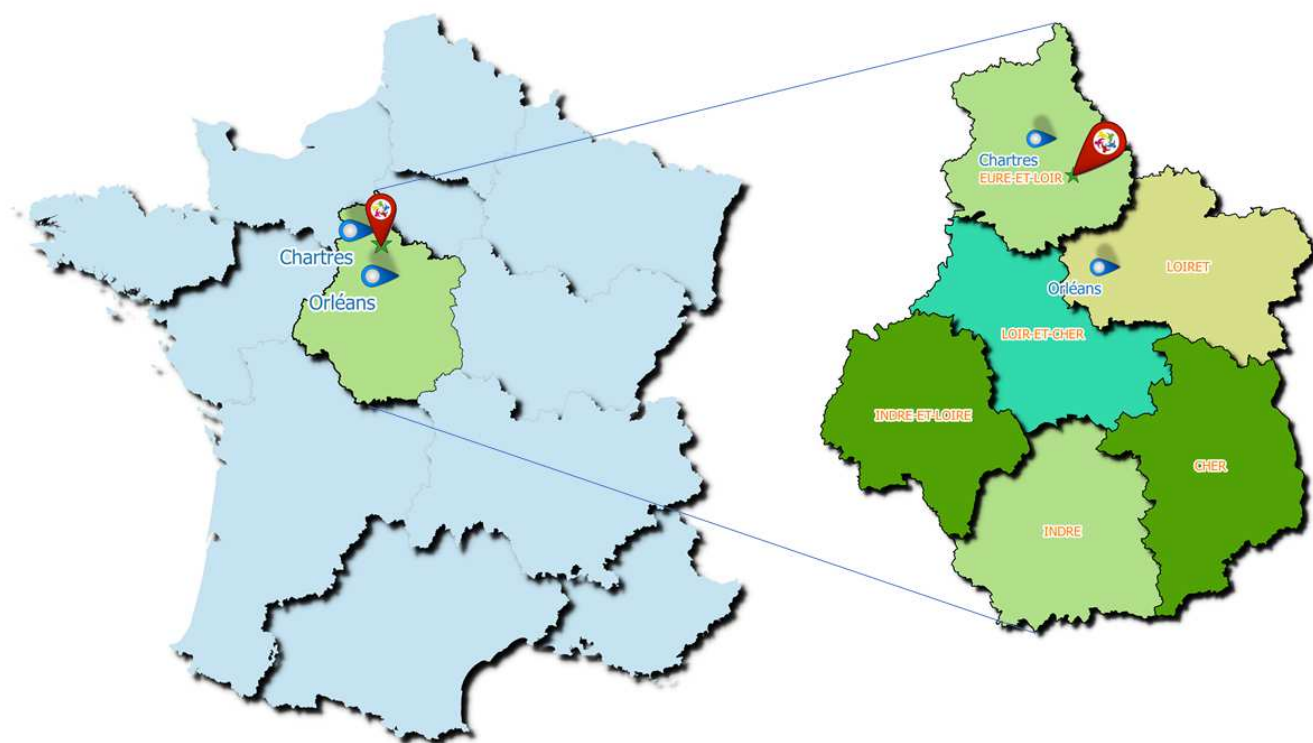 Chartres
Orléans
Chartres
EURE-ET-LOIR
LOIRET
Orléans
LOIR-ET-CHER
INDRE-ET-LOIRE
CHER
INDRE